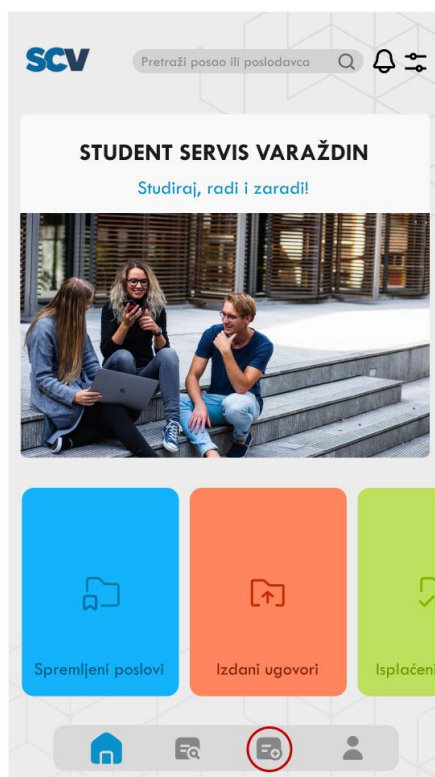 SCV
Pretraži posao ili poslodavca
STUDENT SERVIS VARAŽDIN
Studiraj, radi i zaradi!
Spremljeni poslovi
Izdani ugovori
Isplaćeni